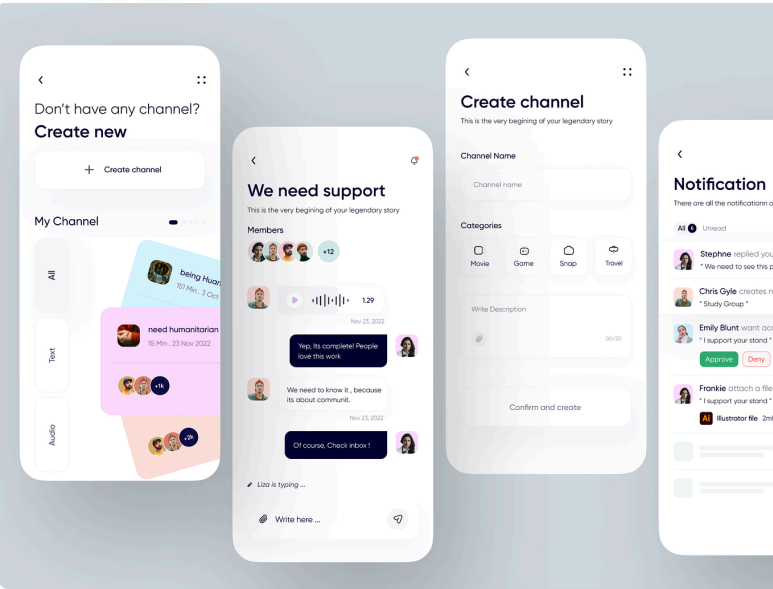 Don't have any channel?
Create new
+ Create channel
My Channel
All
Text
Audio
being Huan
151 Min . 3 Oct
need humanitarian
15 Min . 23 Nov 2022
+1k
+2k
We need support
This is the very begining of your legendary story
Members
+12
1.29
Nov 23, 2022
Yep, Its complete! People
love this work
We need to know it , because
its about communit.
Nov 23, 2022
Of course, Check inbox !
Liza is typing ...
Write here ...
Create channel
This is the very begining of your legendary story
Channel Name
Channel name
Categories
Movie
Game
Snap
Travel
Write Description
00/50
Confirm and create
Notification
There are all the notificationn o
All 6 Unread
Stephne replied you
" We need to see this p
Chris Gyle creates n
" Study Group "
Emily Blunt want acc
" I support your stand "
Approve Deny
Frankie attach a file
" I support your stand "
Ai Illustrator file 2mb